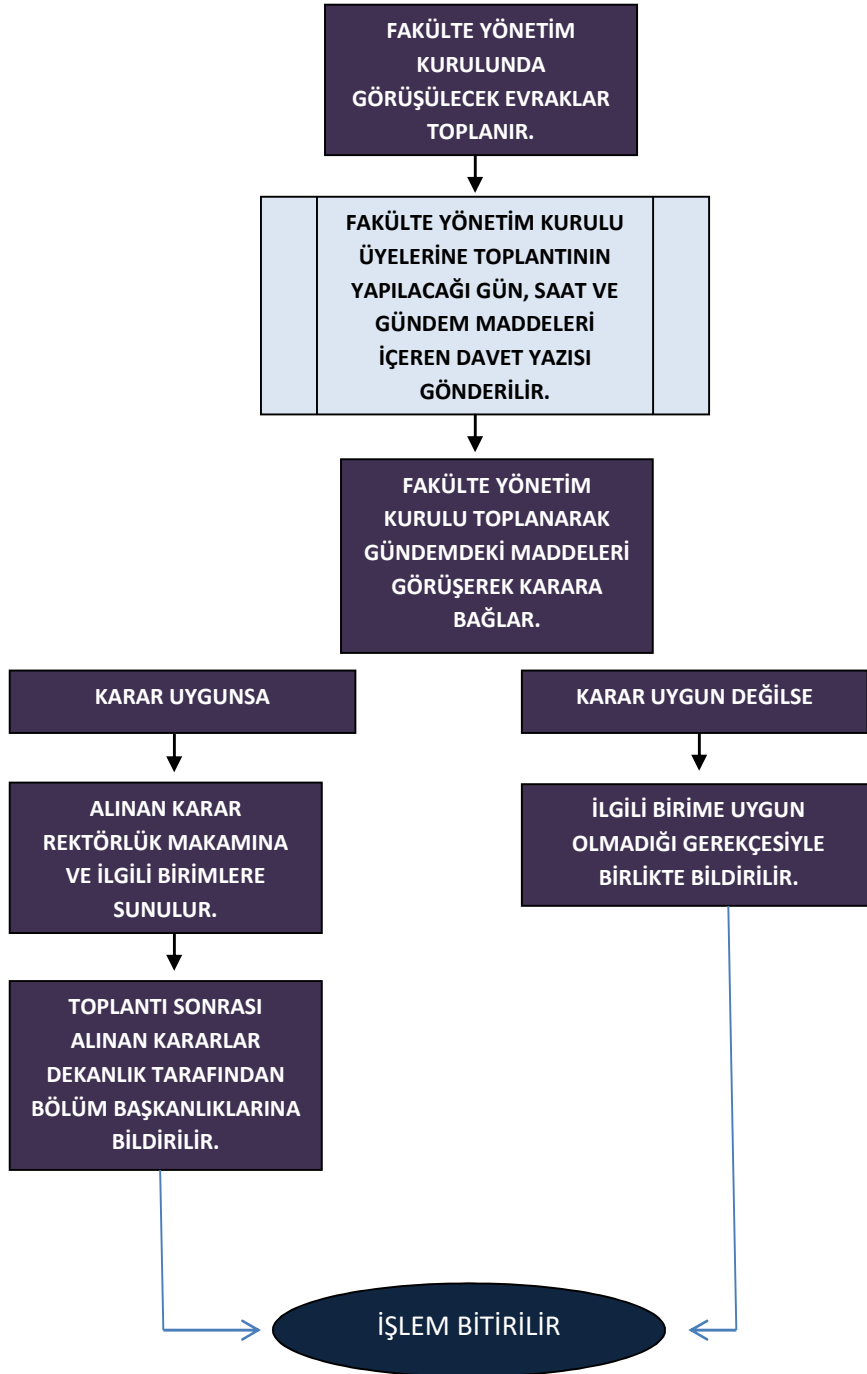 FAKÜLTE YÖNETİM
KURULUNDA
GÖRÜŞÜLECEK EVRAKLAR
TOPLANIR.
FAKÜLTE YÖNETİM KURULU
ÜYELERİNE TOPLANTININ
YAPILACAĞI GÜN, SAAT VE
GÜNDEM MADDELERİ
İÇEREN DAVET YAZISI
GÖNDERİLİR.
FAKÜLTE YÖNETİM
KURULU TOPLANARAK
GÜNDEMDEKİ MADDELERİ
GÖRÜŞEREK KARARA
BAĞLAR.
KARAR UYGUNSA
ALINAN KARAR
REKTÖRLÜK MAKAMINA
VE İLGİLİ BİRİMLERE
SUNULUR.
TOPLANTI SONRASI
ALINAN KARARLAR
DEKANLIK TARAFINDAN
BÖLÜM BAŞKANLIKLARINA
BİLDİRİLİR.
KARAR UYGUN DEĞİLSE
İLGİLİ BİRİME UYGUN
OLMADIĞI GEREKÇESİYLE
BİRLİKTE BİLDİRİLİR.
İŞLEM BİTİRİLİR